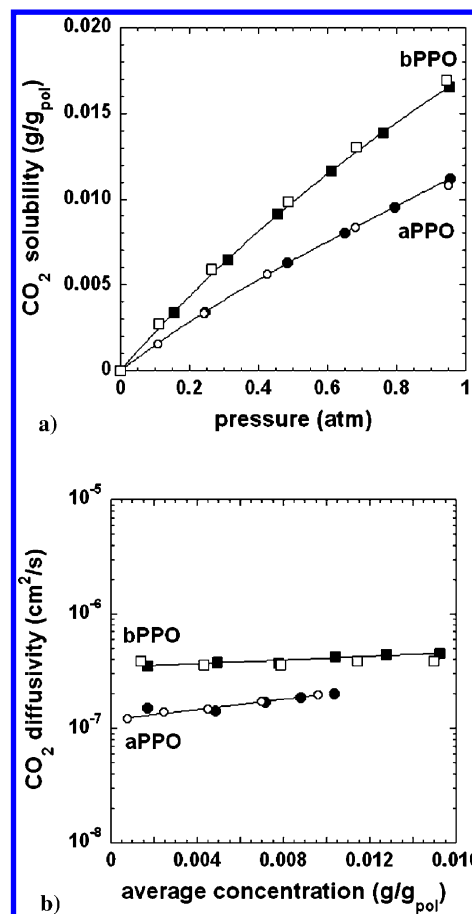 0.020
CO2 solubility (g/gpol)
0.015
0.010
0.005
0
bPPO
aPPO
0 0.2 0.4 0.6 0.8 1
pressure (atm)
a)
10-5
CO2 diffusivity (cm2/s)
10-6
bPPO
10-7
aPPO
10-8
0 0.004 0.008 0.012 0.016
average concentration (g/gpol)
b)